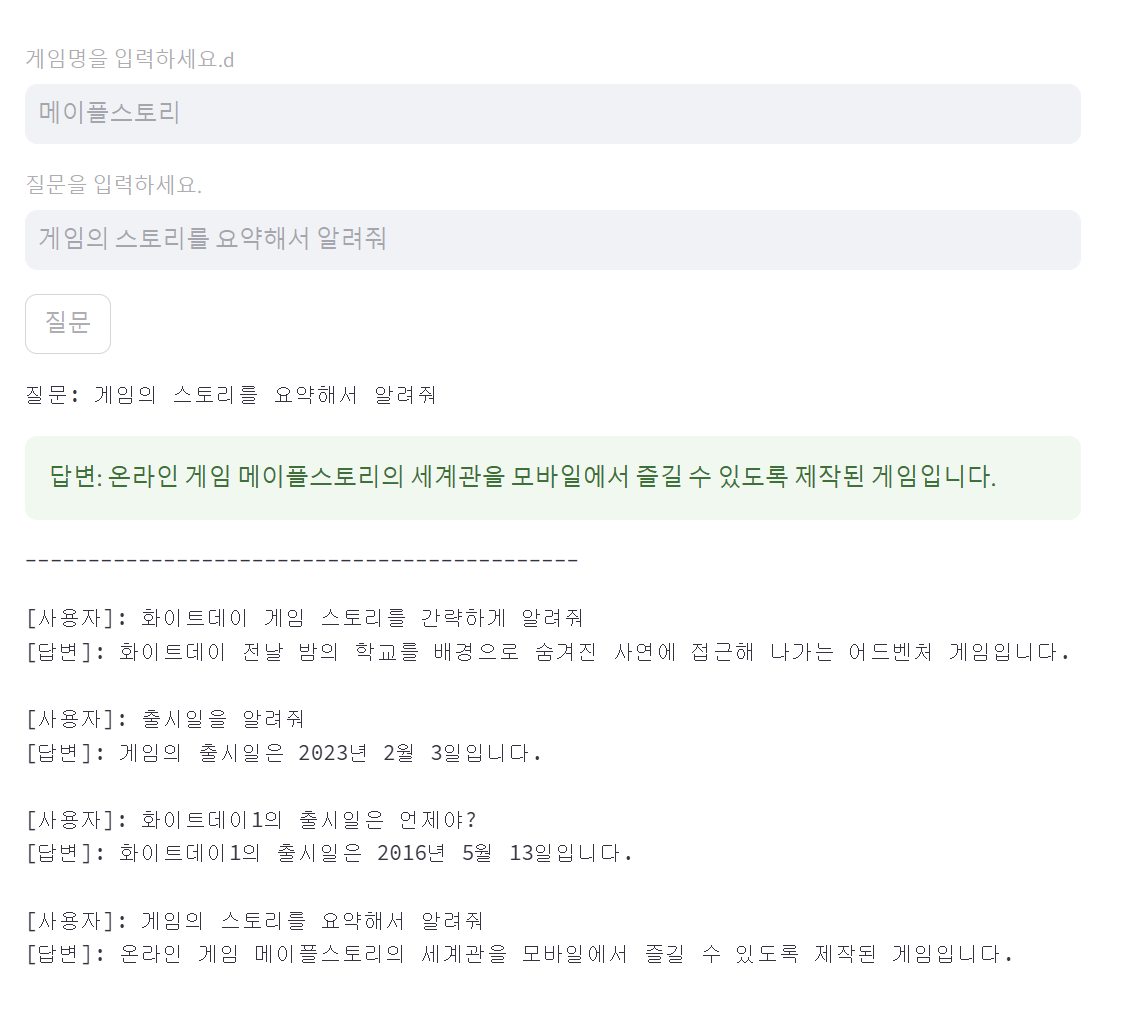 게임명을 입력하세요.d
메이플스토리
질문을 입력하세요.
게임의 스토리를 요약해서 알려줘
질문
질문: 게임의 스토리를 요약해서 알려줘
답변: 온라인 게임 메이플스토리의 세계관을 모바일에서 즐길 수 있도록 제작된 게임입니다.
--------------------------------------------
[사용자]: 화이트데이 게임 스토리를 간략하게 알려줘
[답변]: 화이트데이 전날 밤의 학교를 배경으로 숨겨진 사연에 접근해 나가는 어드벤쳐 게임입니다.
[사용자]: 출시일을 알려줘
[답변]: 게임의 출시일은 2023년 2월 3일입니다.
[사용자]: 화이트데이1의 출시일은 언제야?
[답변]: 화이트데이1의 출시일은 2016년 5월 13일입니다.
[사용자]: 게임의 스토리를 요약해서 알려줘
[답변]: 온라인 게임 메이플스토리의 세계관을 모바일에서 즐길 수 있도록 제작된 게임입니다.